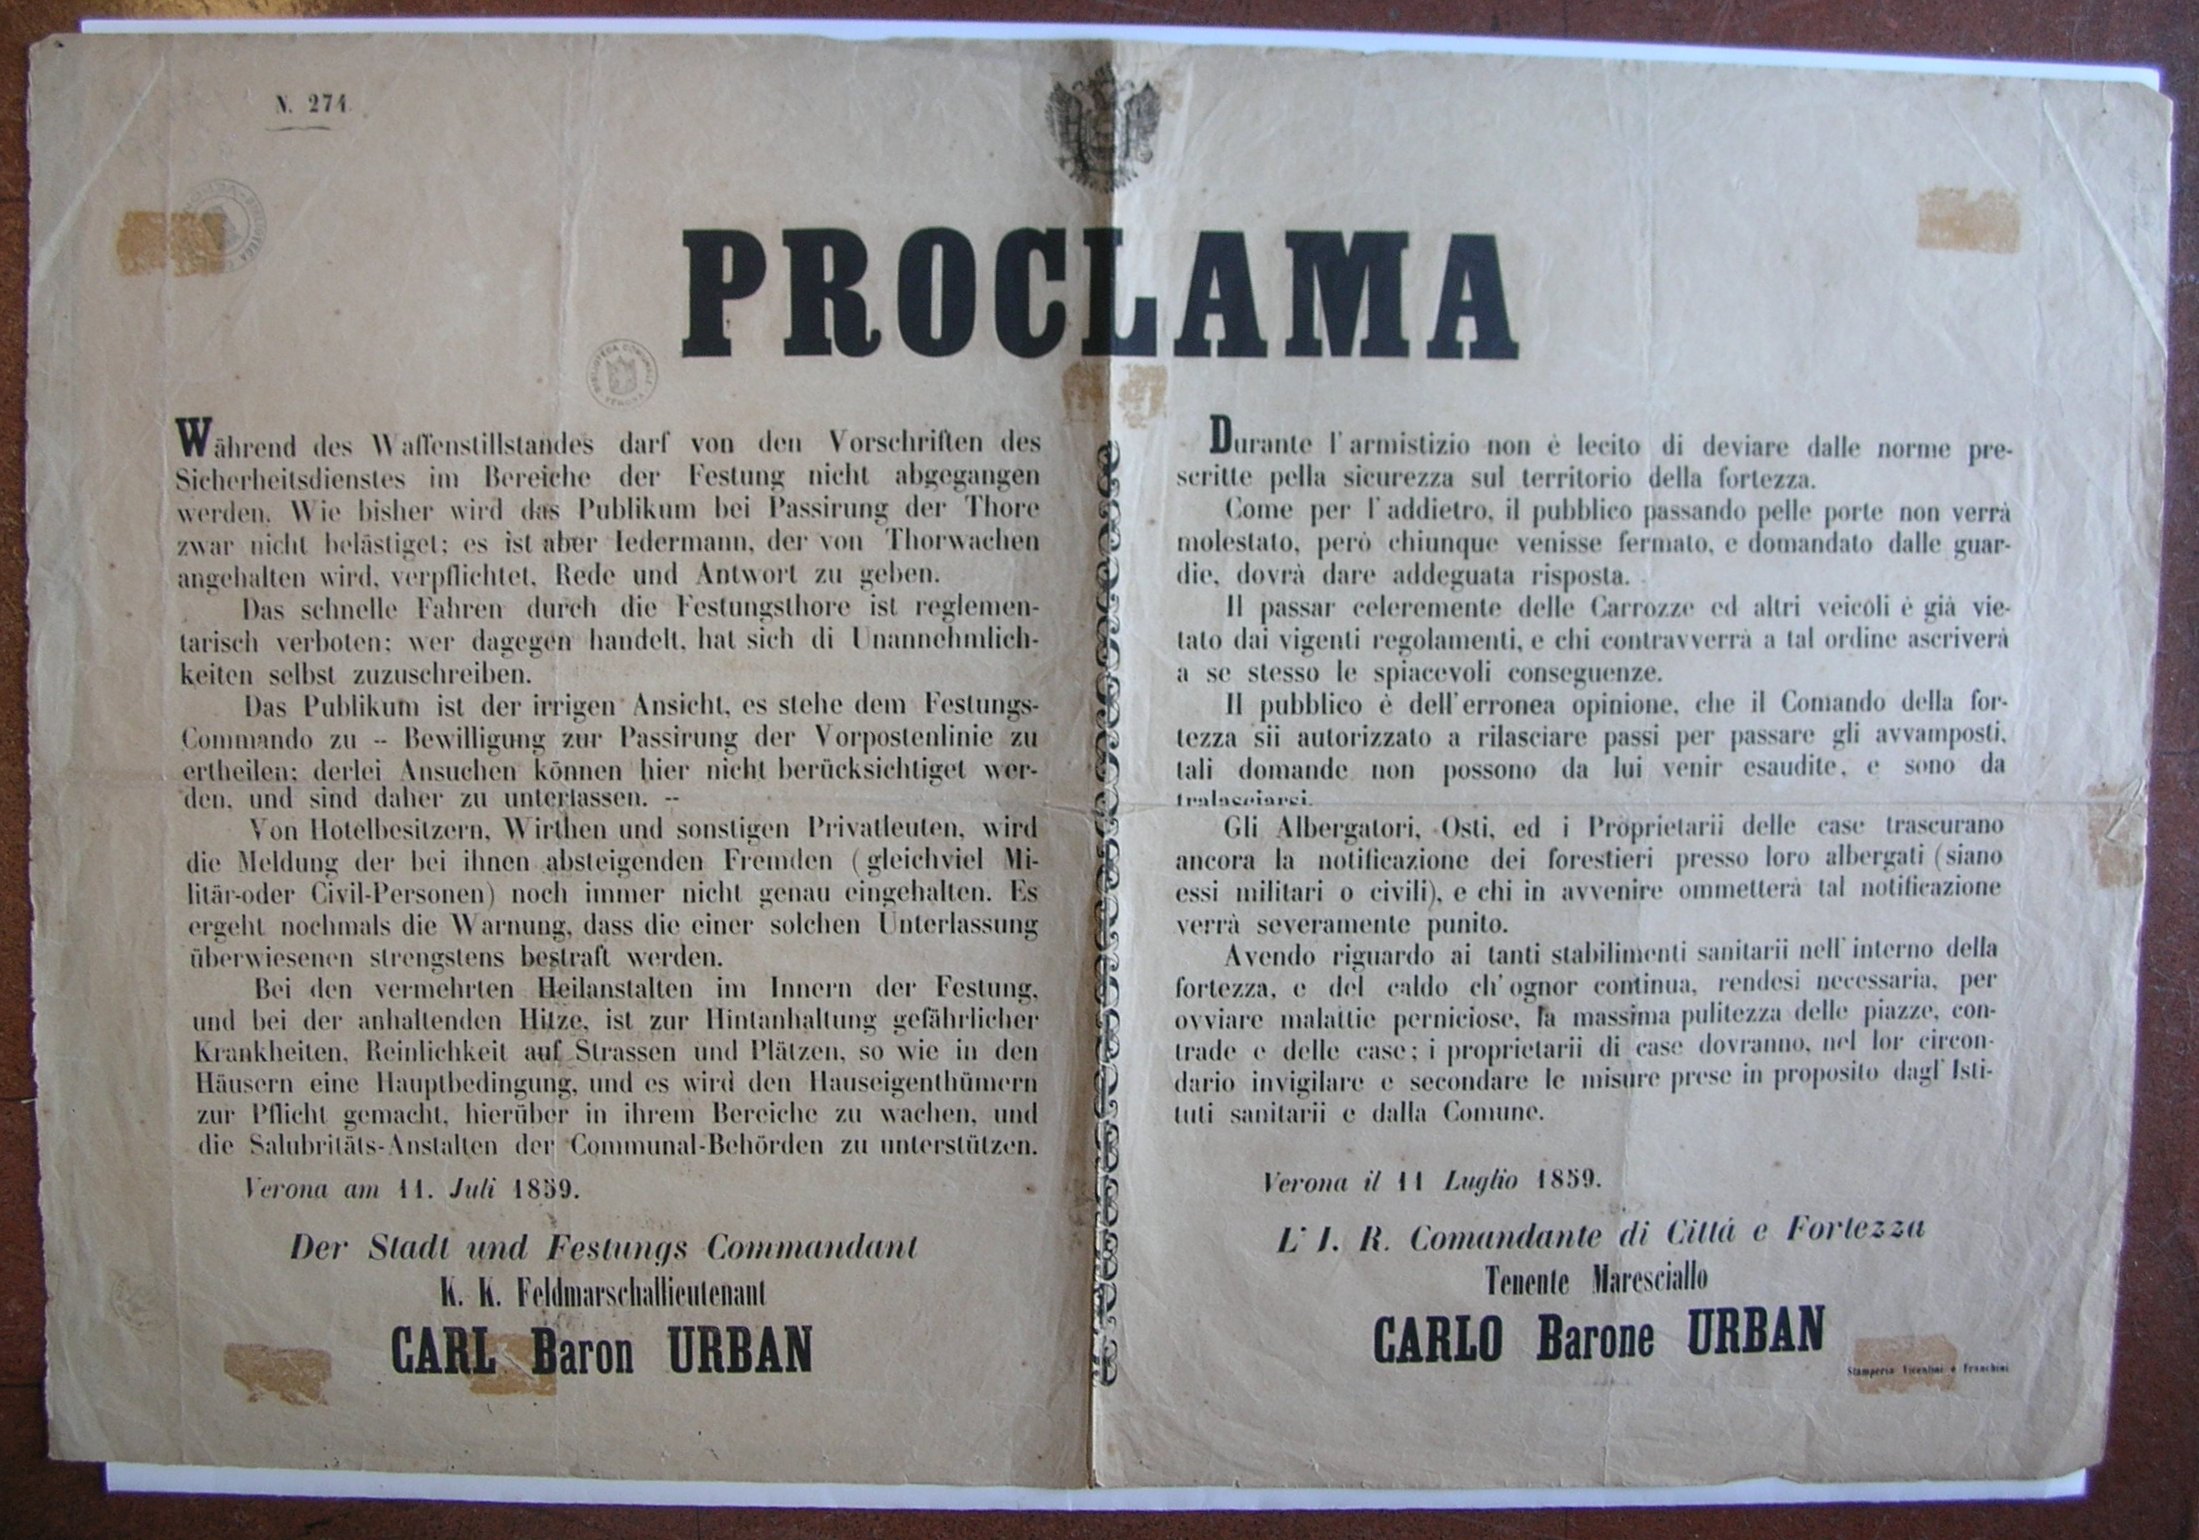 N. 271
PROCLAMA
BIBLIOTECA COMUNALE VERONA
Während des Waffenstillstandes darf von den Vorschriften des
Sicherheitsdienstes im Bereiche der Festung nicht abgegangen
werden. Wie bisher wird das Publikum bei Passirung der Thore
zwar nicht belästiget; es ist aber Iedermann, der von Thorwachen
angehalten wird, verpflichtet, Rede und Antwort zu geben.
Das schnelle Fahren durch die Festungsthore ist reglemen-
tarisch verboten; wer dagegen handelt, hat sich di Unannehmlich-
keiten selbst zuzuschreiben.
Das Publikum ist der irrigen Ansicht, es stehe dem Festungs-
Commando zu -- Bewilligung zur Passirung der Vorpostenlinie zu
ertheilen; derlei Ansuchen können hier nicht berücksichtiget wer-
den, und sind daher zu unterlassen. --
Von Hotelbesitzern, Wirthen und sonstigen Privatleuten, wird
die Meldung der bei ihnen absteigenden Fremden (gleichviel Mi-
litär-oder Civil-Personen) noch immer nicht genau eingehalten. Es
ergeht nochmals die Warnung, dass die einer solchen Unterlassung
überwiesenen strengstens bestraft werden.
Bei den vermehrten Heilanstalten im Innern der Festung,
und bei der anhaltenden Hitze, ist zur Hintanhaltung gefährlicher
Krankheiten, Reinlichkeit auf Strassen und Plätzen, so wie in den
Häusern eine Hauptbedingung, und es wird den Hauseigenthümern
zur Pflicht gemacht, hierüber in ihrem Bereiche zu wachen, und
die Salubritäts-Anstalten der Communal-Behörden zu unterstützen.
Verona am 11. Juli 1859.
Der Stadt und Festungs Commandant
K. K. Feldmarschallieutenant
CARL Baron URBAN
Durante l'armistizio non è lecito di deviare dalle norme pre-
scritte pella sicurezza sul territorio della fortezza.
Come per l'addietro, il pubblico passando pelle porte non verrà
molestato, però chiunque venisse fermato, e domandato dalle guar-
die, dovrà dare addeguata risposta.
Il passar celeremente delle Carrozze ed altri veicoli è già vie-
tato dai vigenti regolamenti, e chi contravverrà a tal ordine ascriverà
a se stesso le spiacevoli conseguenze.
Il pubblico è dell'erronea opinione, che il Comando della for-
tezza sii autorizzato a rilasciare passi per passare gli avvamposti,
tali domande non possono da lui venir esaudite, e sono da
tralasciarsi.
Gli Albergatori, Osti, ed i Proprietarii delle case trascurano
ancora la notificazione dei forestieri presso loro albergati (siano
essi militari o civili), e chi in avvenire ommetterà tal notificazione
verrà severamente punito.
Avendo riguardo ai tanti stabilimenti sanitarii nell'interno della
fortezza, e del caldo ch'ognor continua, rendesi necessaria, per
ovviare malattie perniciose, la massima pulitezza delle piazze, con-
trade e delle case; i proprietarii di case dovranno, nel lor circon-
dario invigilare e secondare le misure prese in proposito dagl'Isti-
tuti sanitarii e dalla Comune.
Verona il 11 Luglio 1859.
L'I. R. Comandante di Città e Fortezza
Tenente Maresciallo
CARLO Barone URBAN
Stamperia Vicentini e Franchini